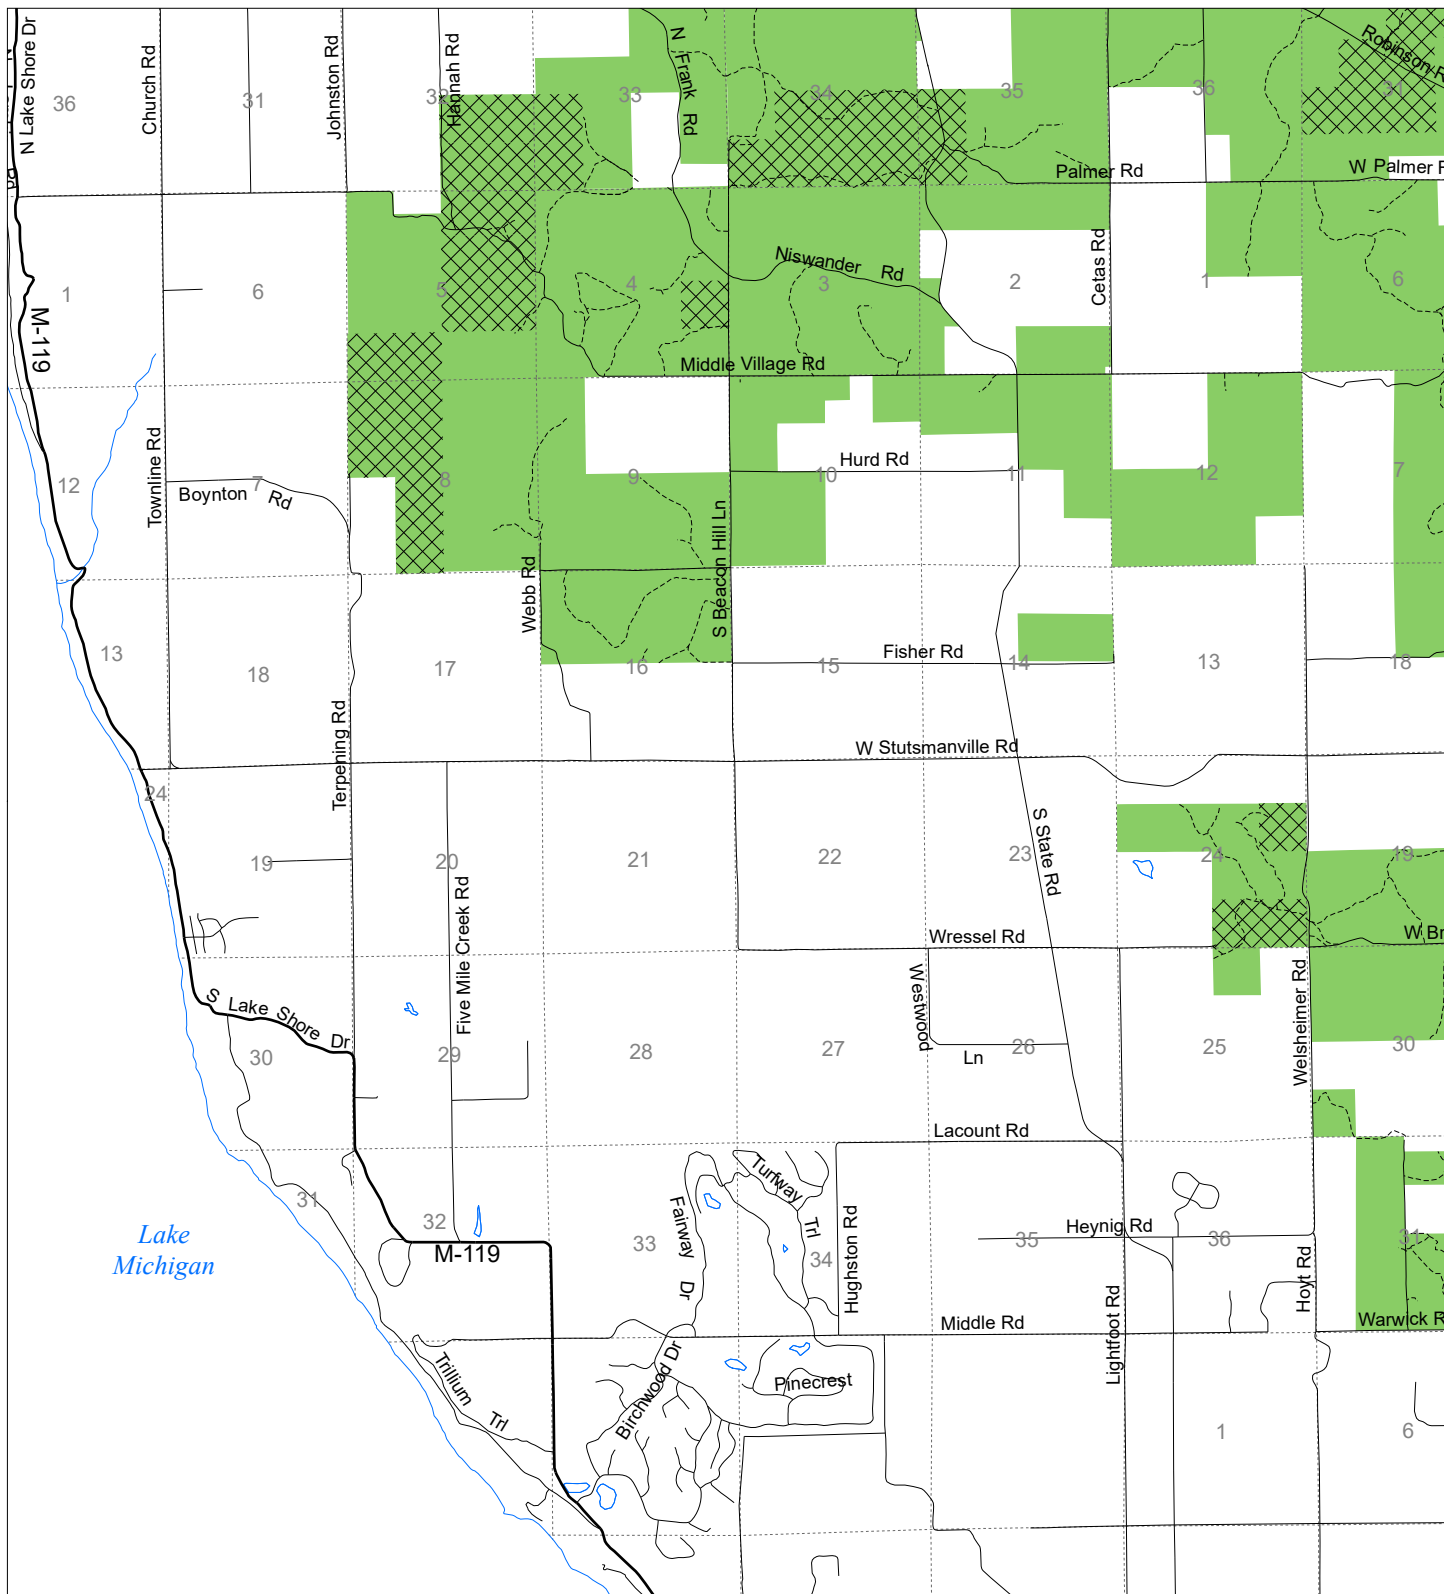 N Lake Shore Dr
Church Rd
Johnston Rd
Hannah Rd
N Frank Rd
Robinson R
36
31
32
33
34
35
36
31
Palmer Rd
W Palmer R
Cetas Rd
Niswander Rd
1
6
5
4
3
2
1
6
M-119
Middle Village Rd
Townline Rd
Hurd Rd
12
7
8
9
10
11
12
7
Boynton Rd
S Beacon Hill Ln
Webb Rd
Fisher Rd
13
18
17
16
15
14
13
18
Terpening Rd
W Stutsmanville Rd
24
19
20
21
22
23
24
19
S State Rd
Five Mile Creek Rd
Wressel Rd
W Br
Westwood Ln
Welsheimer Rd
S Lake Shore Dr
30
29
28
27
26
25
30
Lacount Rd
Turfway Trl
Fairway Dr
Hughston Rd
Heynig Rd
31
32
33
34
35
36
31
Lake
Michigan
M-119
Hoyt Rd
Lightfoot Rd
Middle Rd
Warwick R
Trillium Trl
Birchwood Dr
Pinecrest
1
6